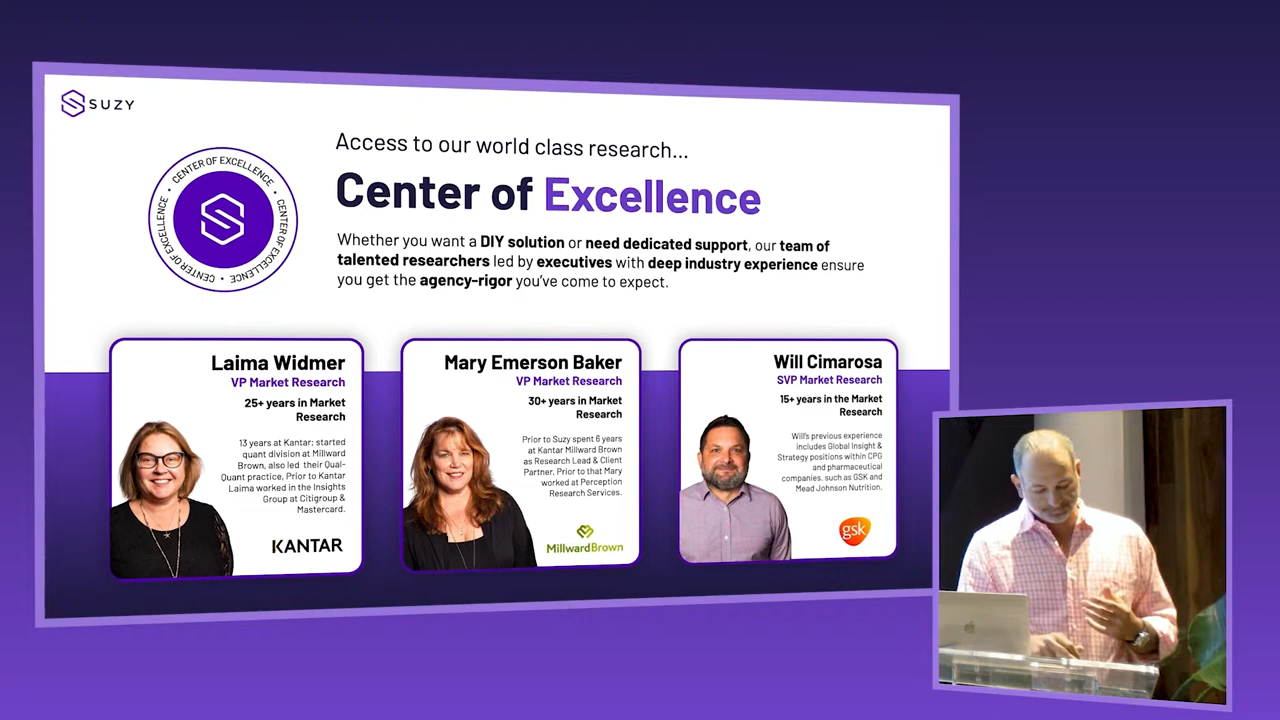 SUZY
CENTER OF EXCELLENCE • CENTER OF EXCELLENCE • CENTER OF EXCELLENCE •
Access to our world class research...
Center of Excellence
Whether you want a DIY solution or need dedicated support, our team of
talented researchers led by executives with deep industry experience ensure
you get the agency-rigor you've come to expect.
Laima Widmer
VP Market Research
25+ years in Market
Research
13 years at Kantar; started
quant division at Millward
Brown, also led their Qual-
Quant practice. Prior to Kantar
Laima worked in the Insights
Group at Citigroup &
Mastercard.
KANTAR
Mary Emerson Baker
VP Market Research
30+ years in Market
Research
Prior to Suzy spent 6 years
at Kantar Millward Brown
as Research Lead & Client
Partner. Prior to that Mary
worked at Perception
Research Services.
MillwardBrown
Will Cimarosa
SVP Market Research
15+ years in the Market
Research
Will's previous experience
includes Global Insight &
Strategy positions within CPG
and pharmaceutical
companies, such as GSK and
Mead Johnson Nutrition.
gsk